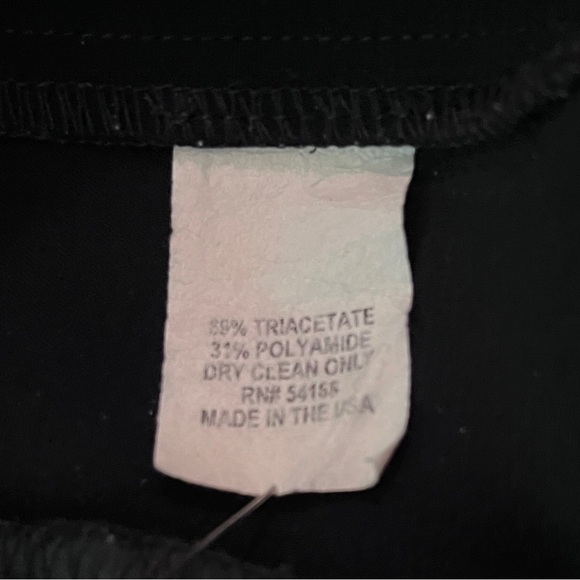 69% TRIACETATE
31% POLYAMIDE
DRY CLEAN ONLY
RN# 54155
MADE IN THE USA